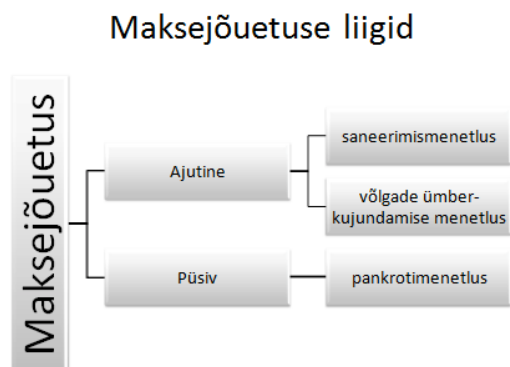 Maksejõuetuse liigid
Maksejõuetus
Ajutine
saneerimismenetlus
võlgade ümber-
kujundamise menetlus
Püsiv
pankrotimenetlus